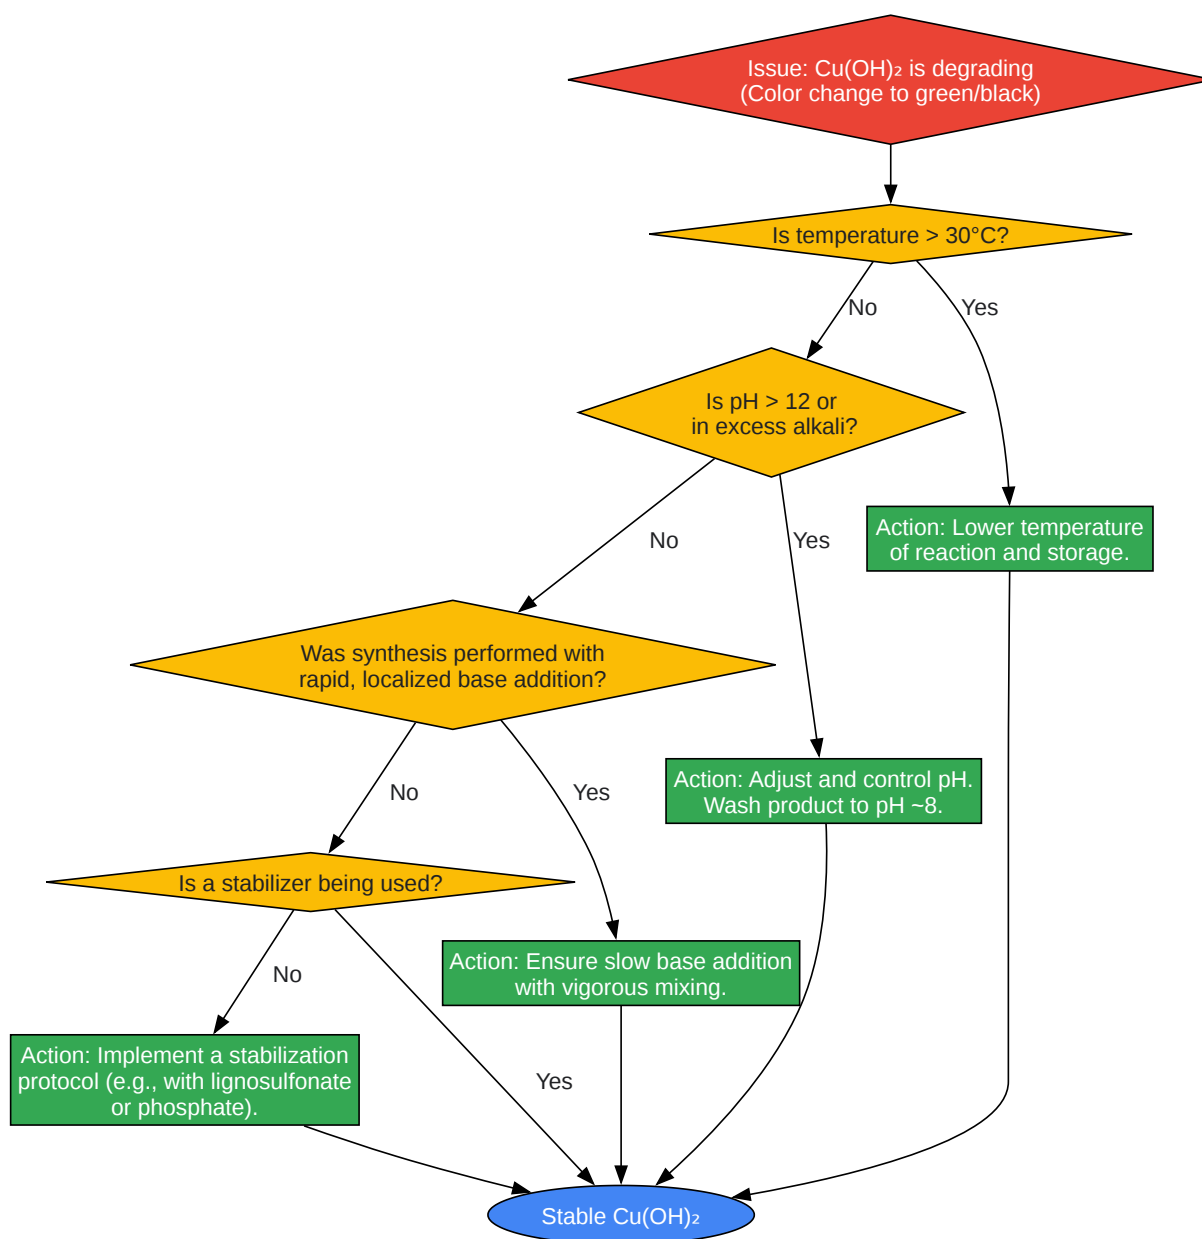 Issue: Cu(OH)₂ is degrading
(Color change to green/black)
Is temperature > 30°C?
No
Yes
Is pH > 12 or
in excess alkali?
Action: Lower temperature
of reaction and storage.
No
Yes
Was synthesis performed with
rapid, localized base addition?
Action: Adjust and control pH.
Wash product to pH ~8.
No
Yes
Is a stabilizer being used?
Action: Ensure slow base addition
with vigorous mixing.
No
Action: Implement a stabilization
protocol (e.g., with lignosulfonate
or phosphate).
Yes
Stable Cu(OH)₂